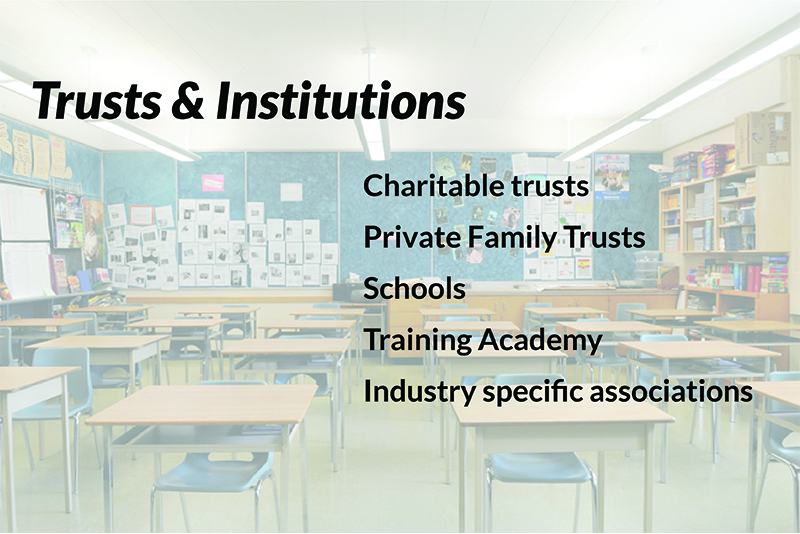 Trusts & Institutions
Charitable trusts
Private Family Trusts
Schools
Training Academy
Industry specific associations